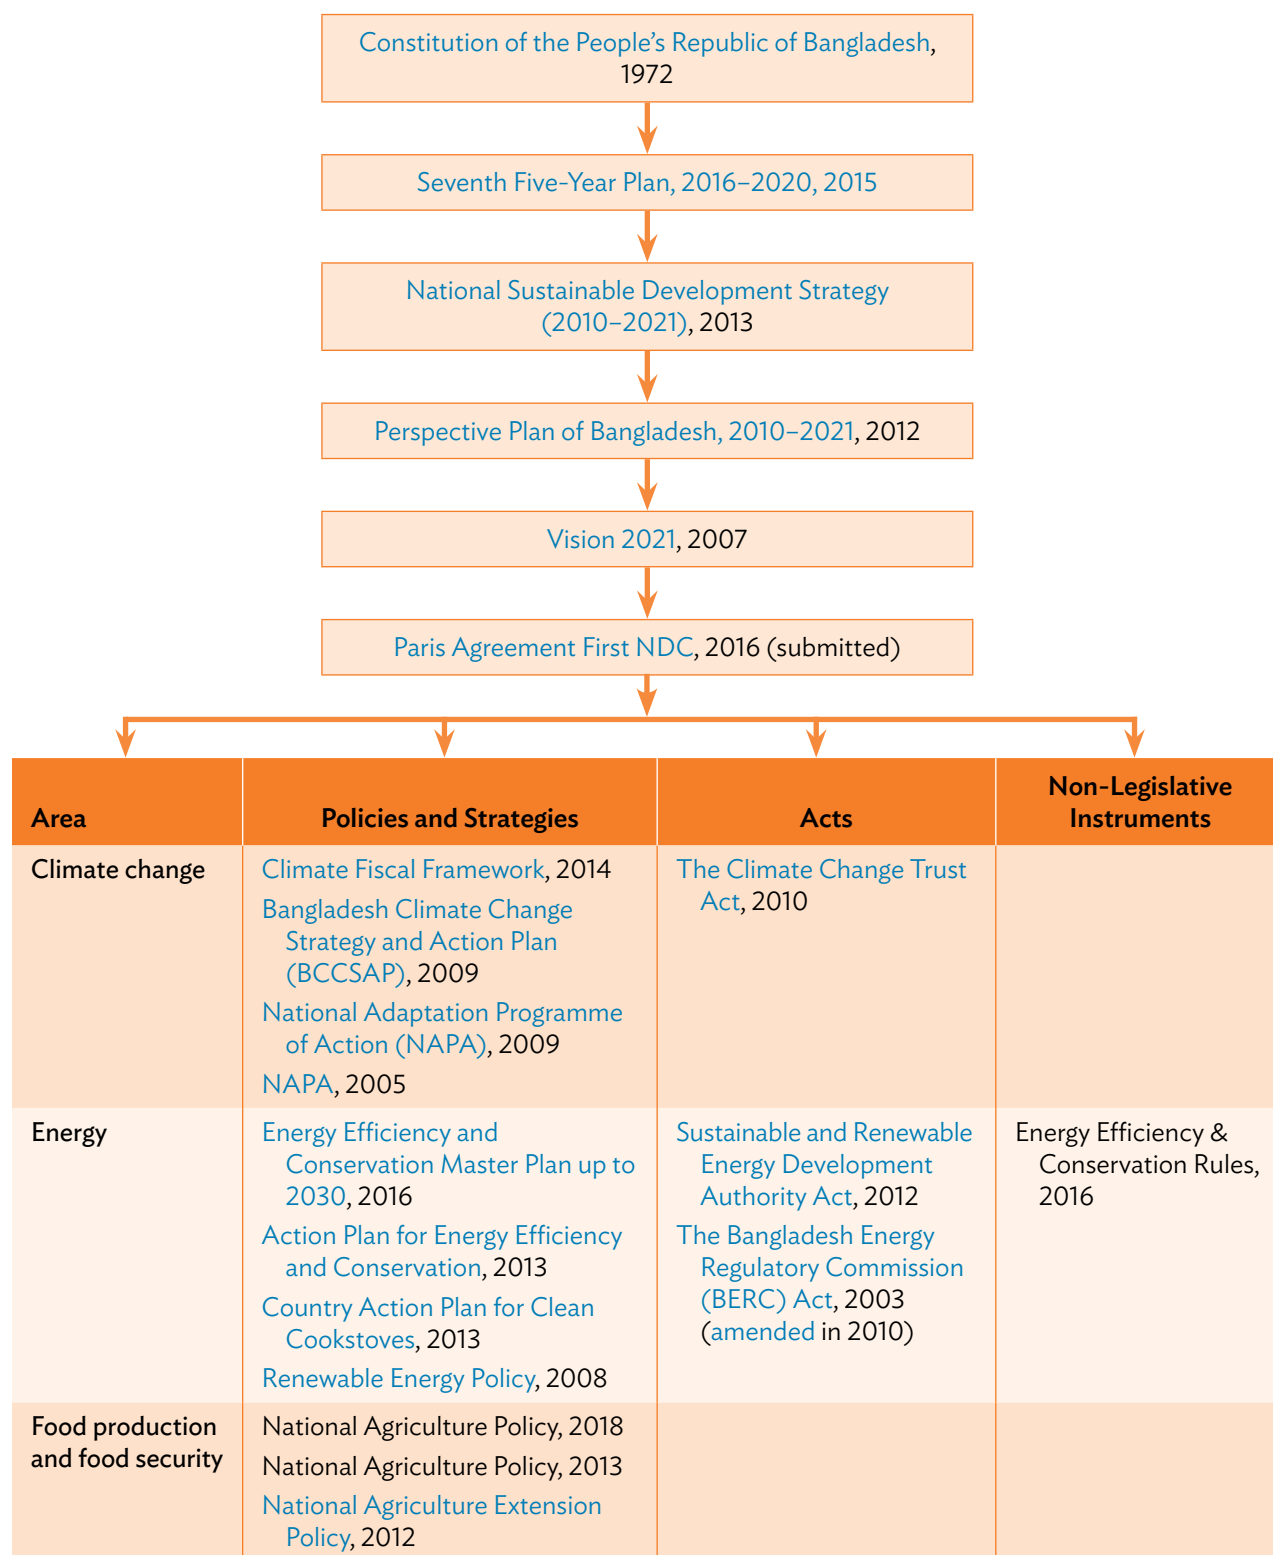 Constitution of the People’s Republic of Bangladesh,
1972
Seventh Five-Year Plan, 2016–2020, 2015
National Sustainable Development Strategy
(2010–2021), 2013
Perspective Plan of Bangladesh, 2010–2021, 2012
Vision 2021, 2007
Paris Agreement First NDC, 2016 (submitted)
Area
Policies and Strategies
Acts
Non-Legislative
Instruments
Climate change
Climate Fiscal Framework, 2014
Bangladesh Climate Change
Strategy and Action Plan
(BCCSAP), 2009
National Adaptation Programme
of Action (NAPA), 2009
NAPA, 2005
The Climate Change Trust
Act, 2010
Energy
Energy Efficiency and
Conservation Master Plan up to
2030, 2016
Action Plan for Energy Efficiency
and Conservation, 2013
Country Action Plan for Clean
Cookstoves, 2013
Renewable Energy Policy, 2008
Sustainable and Renewable
Energy Development
Authority Act, 2012
The Bangladesh Energy
Regulatory Commission
(BERC) Act, 2003
(amended in 2010)
Energy Efficiency &
Conservation Rules,
2016
Food production
and food security
National Agriculture Policy, 2018
National Agriculture Policy, 2013
National Agriculture Extension
Policy, 2012